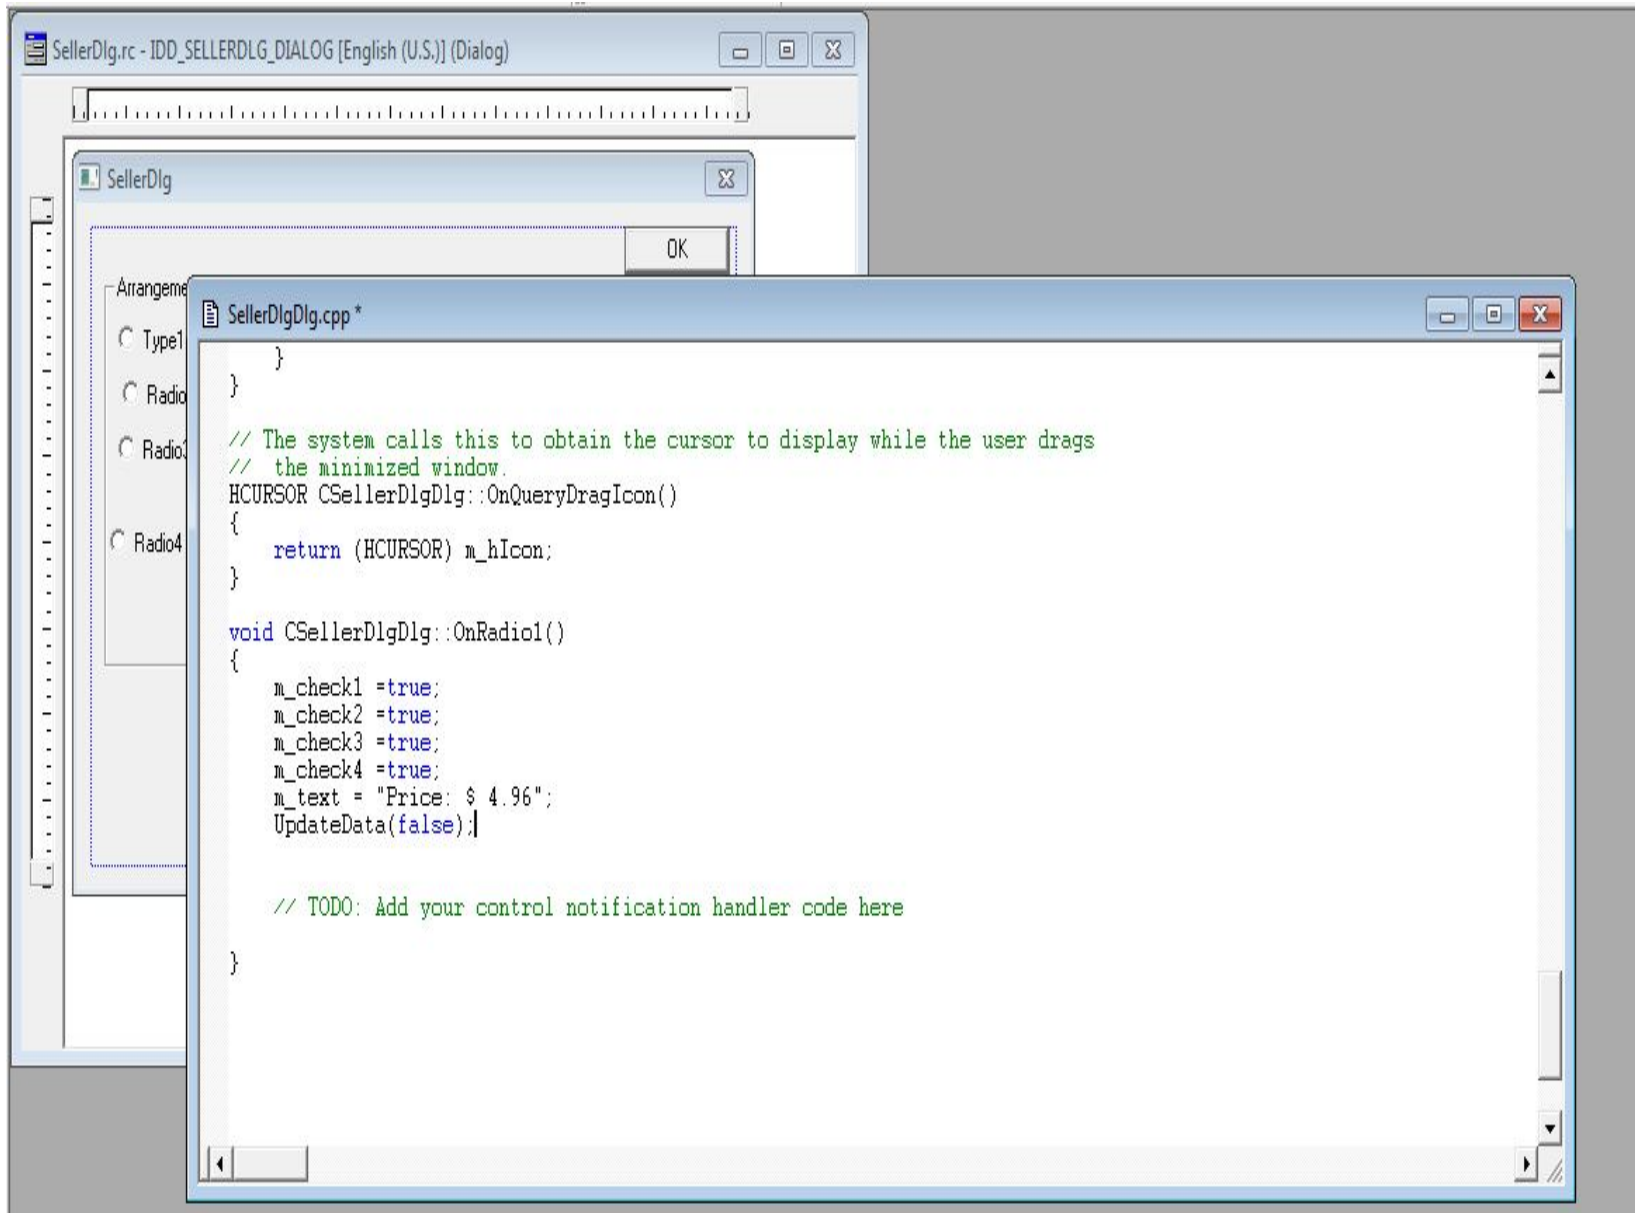 SellerDlg.rc - IDD_SELLERDLG_DIALOG [English (U.S.)] (Dialog)
SellerDlg
OK
Arrangeme
Type1
Radio
Radio3
Radio4
SellerDlgDlg.cpp *
}
}
// The system calls this to obtain the cursor to display while the user drags
//  the minimized window.
HCURSOR CSellerDlgDlg::OnQueryDragIcon()
{
return (HCURSOR) m_hIcon;
}
void CSellerDlgDlg::OnRadio1()
{
m_check1 =true;
m_check2 =true;
m_check3 =true;
m_check4 =true;
m_text = "Price: $ 4.96";
UpdateData(false);
// TODO: Add your control notification handler code here
}